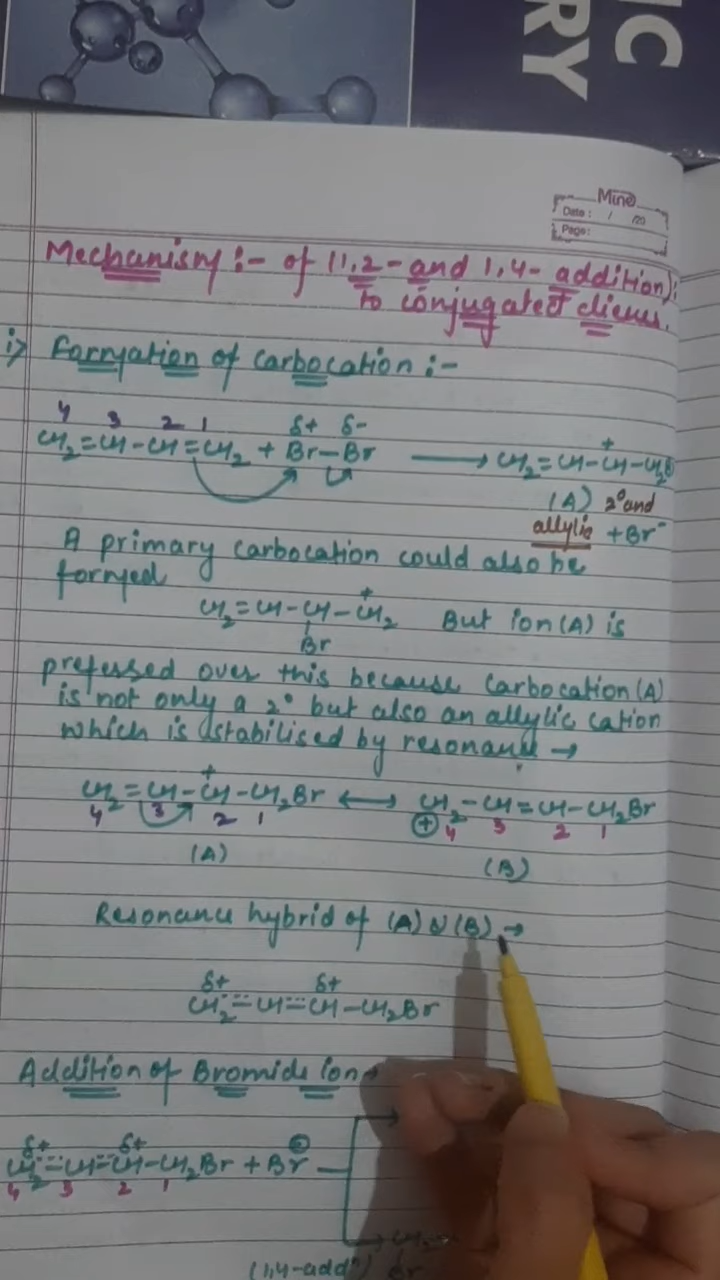 IC
RY
Mine
Date : / /20
Page:
Mechanism :- of (1,2- and 1,4- addition):
to conjugated dienes.
i) Formation of Carbocation :-
4 3 2 1 δ+ δ-
CH₂=CH-CH=CH₂ + Br-Br ⟶ CH₂=CH-CH⁺-CH₂B
(A) 2° and
allylic + Br⁻
A primary carbocation could also be
formed
CH₂=CH-CH-CH₂⁺ But ion (A) is
Br
preferred over this because Carbocation (A)
is not only a 2° but also an allylic cation
which is stabilised by resonance →
CH₂=CH-CH⁺-CH₂Br ⟷ CH₂-CH=CH-CH₂Br
4 3 2 1 ⊕ 4 3 2 1
(A) (B)
Resonance hybrid of (A) & (B) →
δ+ δ+
CH₂┈CH┈CH-CH₂Br
Addition of Bromide ion →
δ+ δ+ ⊖
CH₂┈CH┈CH-CH₂Br + Br
4 3 2 1
(1,4-addⁿ) Br